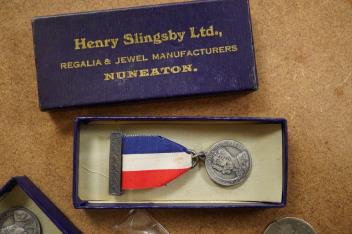 Henry Slingsby Ltd.,
REGALIA & JEWEL MANUFACTURERS
NUNEATON.